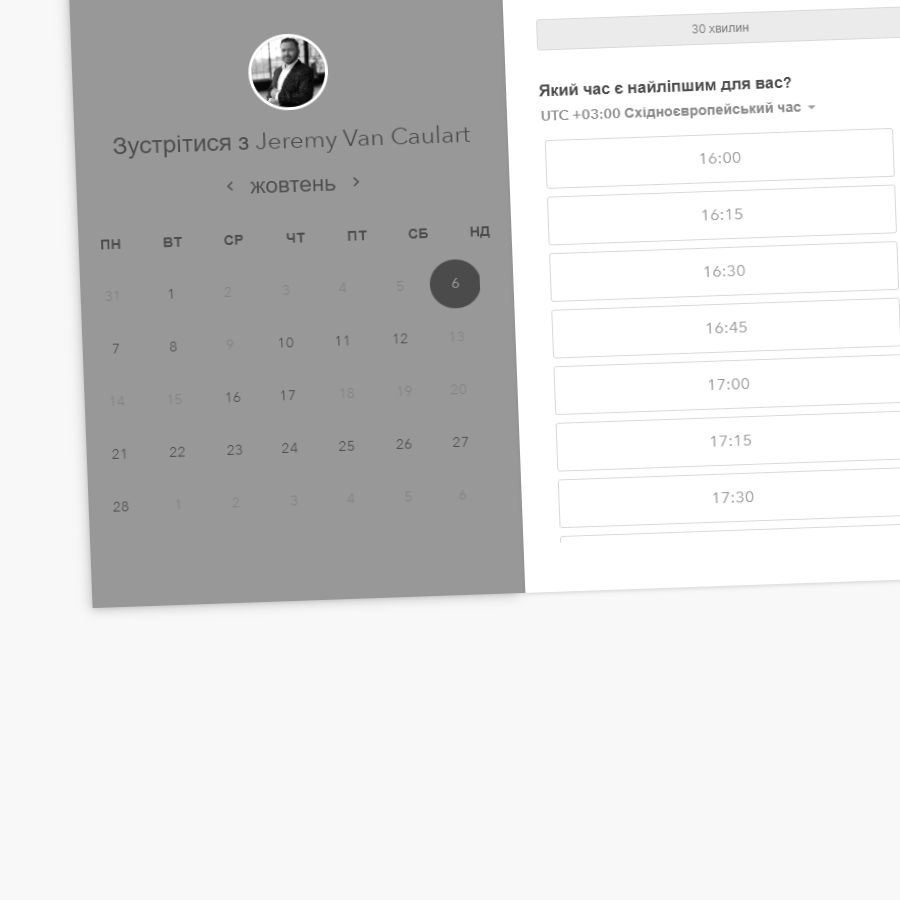 Зустрітися з Jeremy Van Caulart
жовтень
ПН ВТ СР ЧТ ПТ СБ НД
31 1 2 3 4 5 6
7 8 9 10 11 12 13
14 15 16 17 18 19 20
21 22 23 24 25 26 27
28 1 2 3 4 5 6
30 хвилин
Який час є найліпшим для вас?
UTC +03:00 Східноєвропейський час
16:00
16:15
16:30
16:45
17:00
17:15
17:30